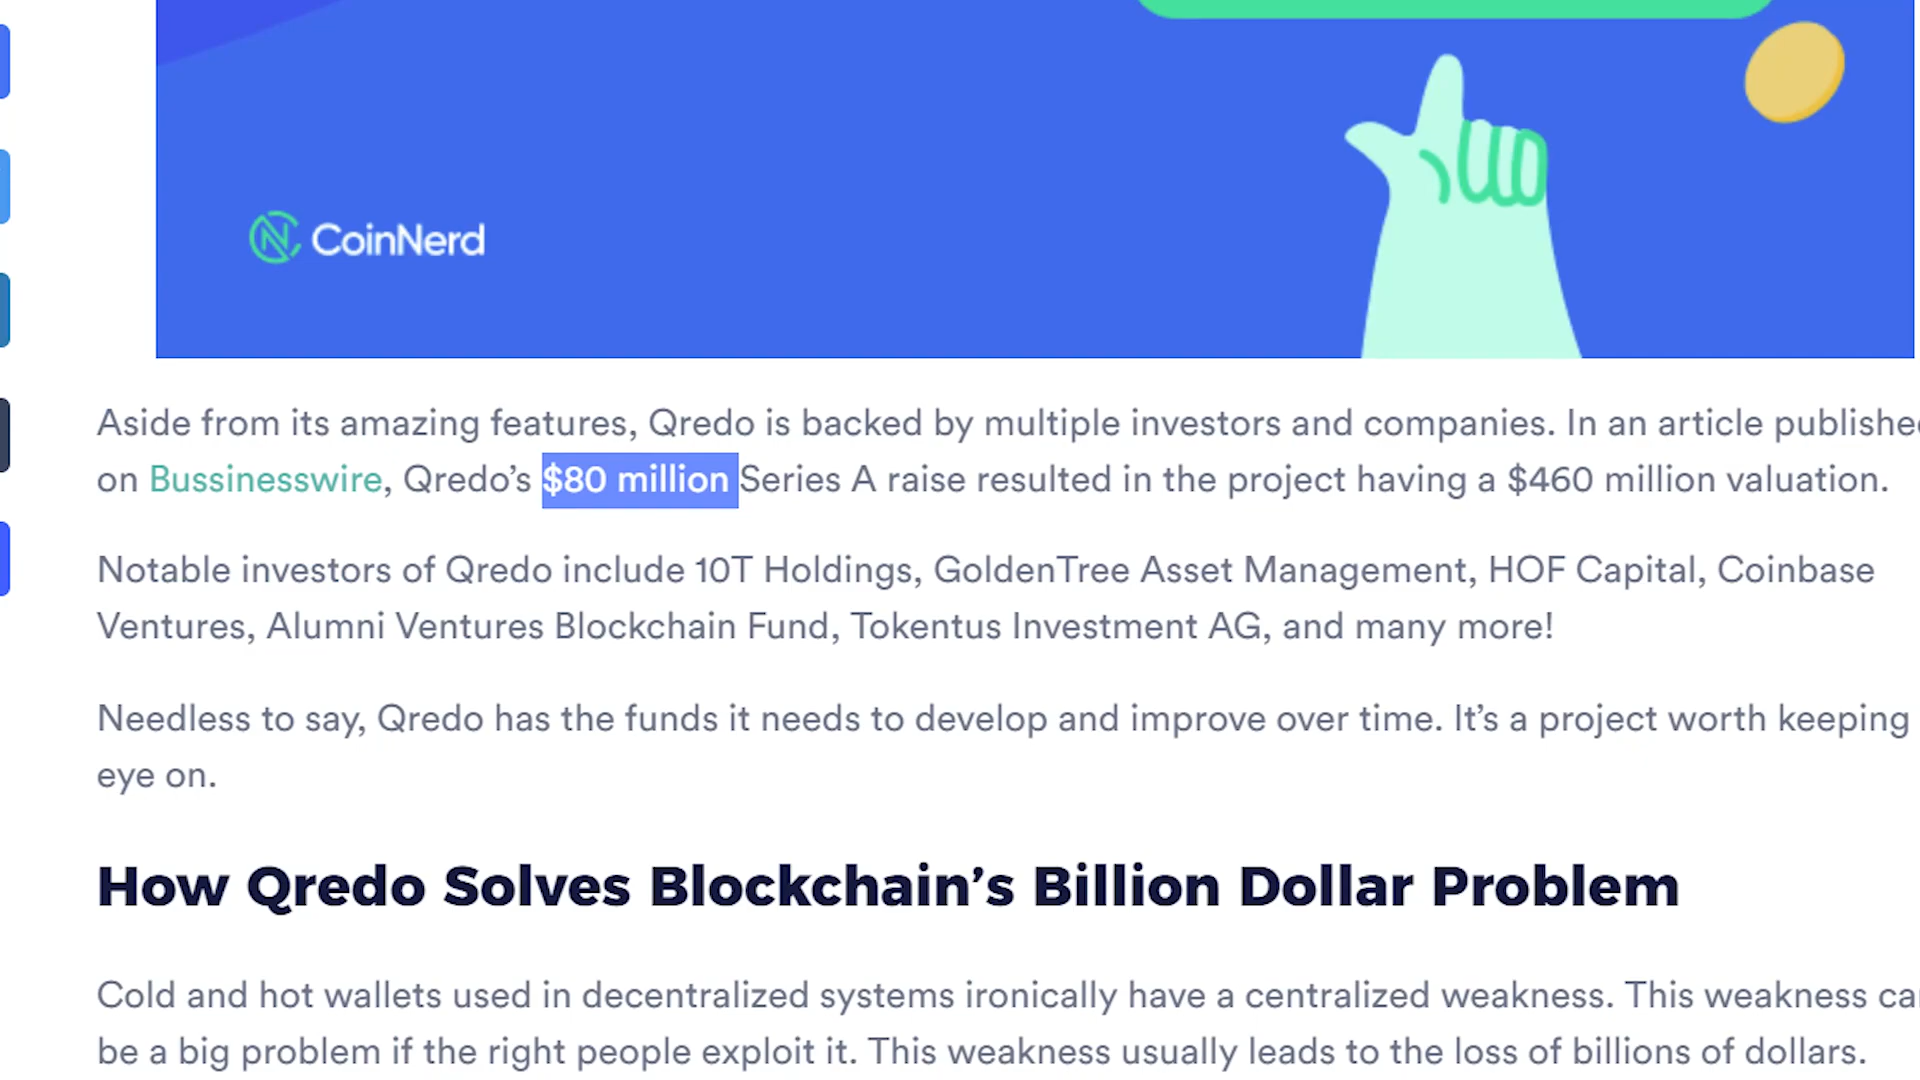 CoinNerd
Aside from its amazing features, Qredo is backed by multiple investors and companies. In an article
on Bussinesswire, Qredo’s $80 million Series A raise resulted in the project having a $460 million valuation.
Notable investors of Qredo include 10T Holdings, GoldenTree Asset Management, HOF Capital, Coinbase
Ventures, Alumni Ventures Blockchain Fund, Tokentus Investment AG, and many more!
Needless to say, Qredo has the funds it needs to develop and improve over time. It’s a project worth keeping
eye on.
How Qredo Solves Blockchain’s Billion Dollar Problem
Cold and hot wallets used in decentralized systems ironically have a centralized weakness. This weakness
be a big problem if the right people exploit it. This weakness usually leads to the loss of billions of dollars.